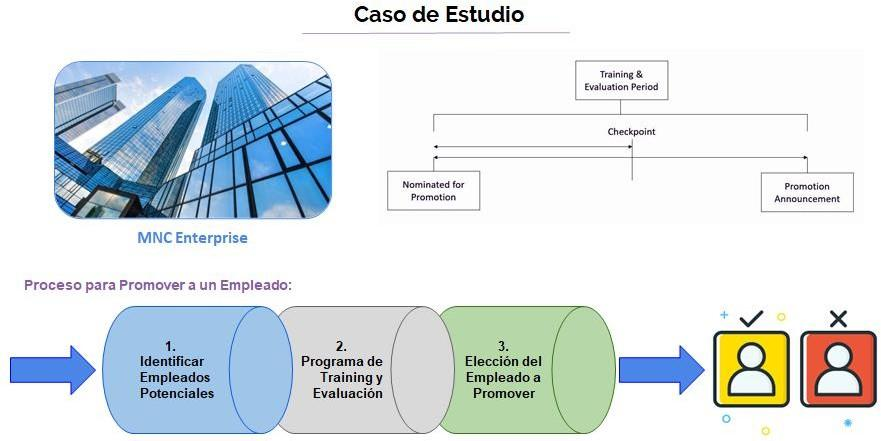 Caso de Estudio
Training &
Evaluation Period
Checkpoint
Nominated for
Promotion
Promotion
Announcement
MNC Enterprise
Proceso para Promover a un Empleado:
1.
Identificar
Empleados
Potenciales
2.
Programa de
Training y
Evaluación
3.
Elección del
Empleado a
Promover